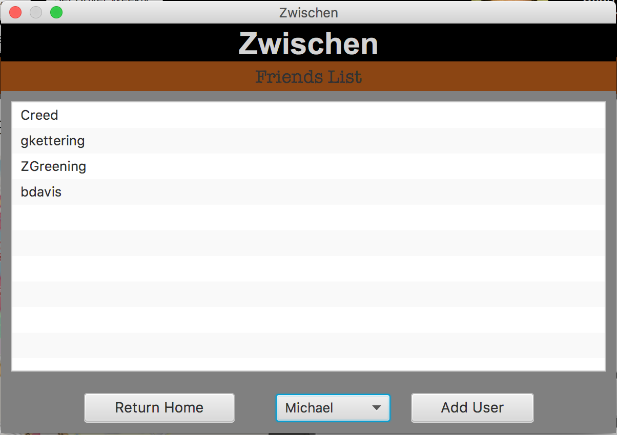 Zwischen
Zwischen
Friends List
Creed
gkettering
ZGreening
bdavis
Return Home
Michael
Add User